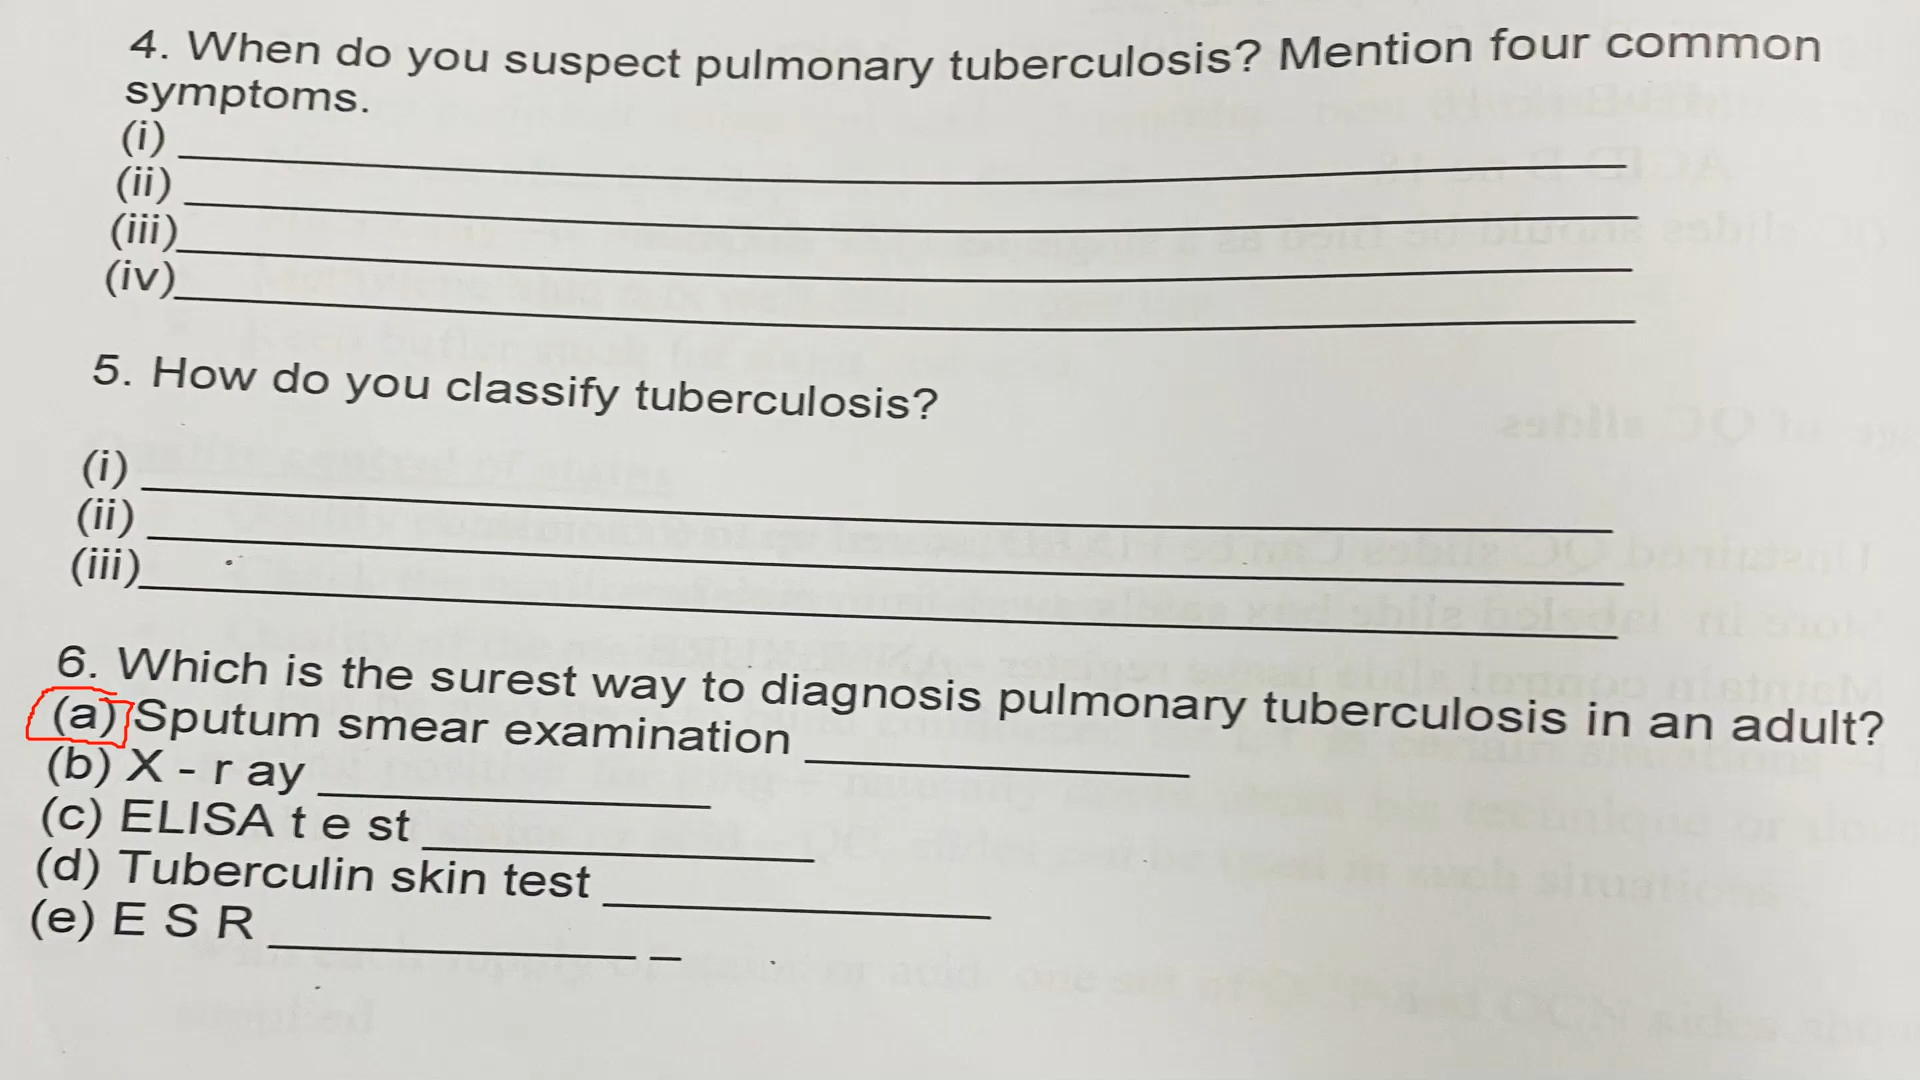 4. When do you suspect pulmonary tuberculosis? Mention four common
symptoms.
(i)
(ii)
(iii)
(iv)
5. How do you classify tuberculosis?
(i)
(ii)
(iii)
6. Which is the surest way to diagnosis pulmonary tuberculosis in an adult?
(a) Sputum smear examination
(b) X - r ay
(c) ELISA t e st
(d) Tuberculin skin test
(e) E S R